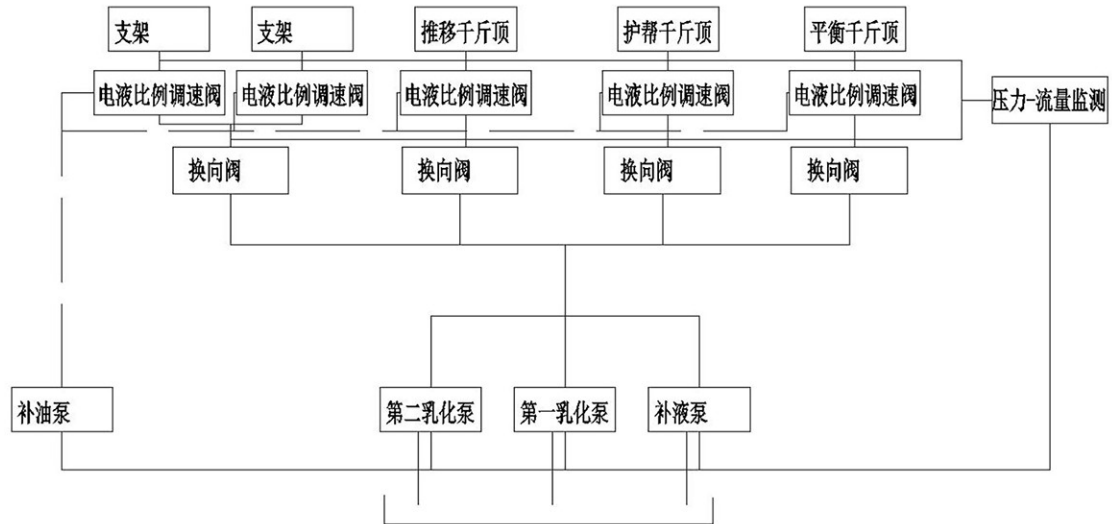 支架
支架
推移千斤顶
护帮千斤顶
平衡千斤顶
电液比例调速阀
电液比例调速阀
电液比例调速阀
电液比例调速阀
电液比例调速阀
压力-流量监测
换向阀
换向阀
换向阀
换向阀
补油泵
第二乳化泵
第一乳化泵
补液泵